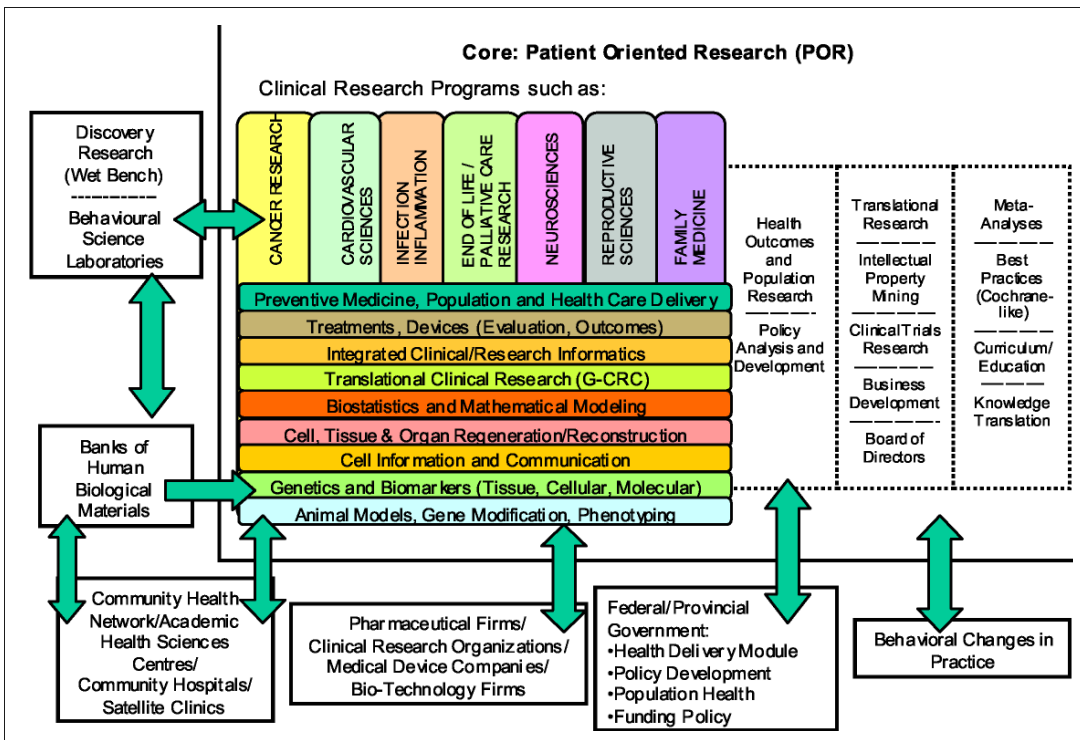 Core: Patient Oriented Research (POR)
Clinical Research Programs such as:
Discovery
Research
(Wet Bench)
Behavioural
Science
Laboratories
CANCER RESEARCH
CARDIOVASCULAR
SCIENCES
INFECTION
INFLAMMATION
END OF LIFE /
PALLIATIVE CARE
RESEARCH
NEUROSCIENCES
REPRODUCTIVE
SCIENCES
FAMILY
MEDICINE
Preventive Medicine, Population and Health Care Delivery
Treatments, Devices (Evaluation, Outcomes)
Integrated Clinical/Research Informatics
Translational Clinical Research (G-CRC)
Biostatistics and Mathematical Modeling
Cell, Tissue & Organ Regeneration/Reconstruction
Cell Information and Communication
Genetics and Biomarkers (Tissue, Cellular, Molecular)
Animal Models, Gene Modification, Phenotyping
Health
Outcomes
and
Population
Research
Policy
Analysis and
Development
Translational
Research
Intellectual
Property
Mining
Clinical Trials
Research
Business
Development
Board of
Directors
Meta-
Analyses
Best
Practices
(Cochrane-
like)
Curriculum/
Education
Knowledge
Translation
Banks of
Human
Biological
Materials
Community Health
Network/Academic
Health Sciences
Centres/
Community Hospitals/
Satellite Clinics
Pharmaceutical Firms/
Clinical Research Organizations/
Medical Device Companies/
Bio-Technology Firms
Federal/Provincial
Government:
•Health Delivery Module
•Policy Development
•Population Health
•Funding Policy
Behavioral Changes in
Practice